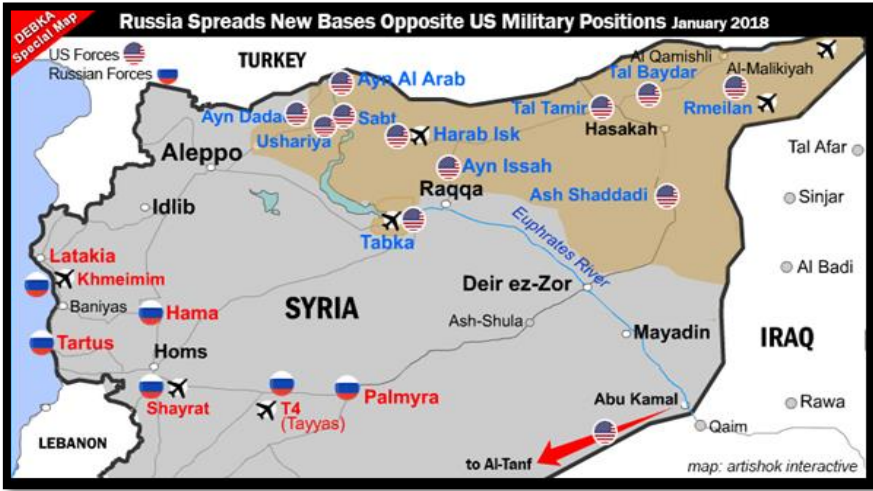 DEBKA
Special Map
Russia Spreads New Bases Opposite US Military Positions January 2018
US Forces
Russian Forces
TURKEY
Al Qamishli
Ayn Al Arab
Tal Baydar
Al-Malikiyah
Ayn Dadat
Sabt
Tal Tamir
Rmeilan
Ushariya
Harab Isk
Hasakah
Aleppo
Tal Afar
Ayn Issah
Raqqa
Ash Shaddadi
Sinjar
Idlib
Tabka
Euphrates River
Latakia
Khmeimim
Al Badi
Deir ez-Zor
Baniyas
Hama
SYRIA
Ash-Shula
Mayadin
IRAQ
Tartus
Homs
Shayrat
T4
(Tayyas)
Palmyra
Abu Kamal
Rawa
Qaim
LEBANON
to Al-Tanf
map: artishok interactive